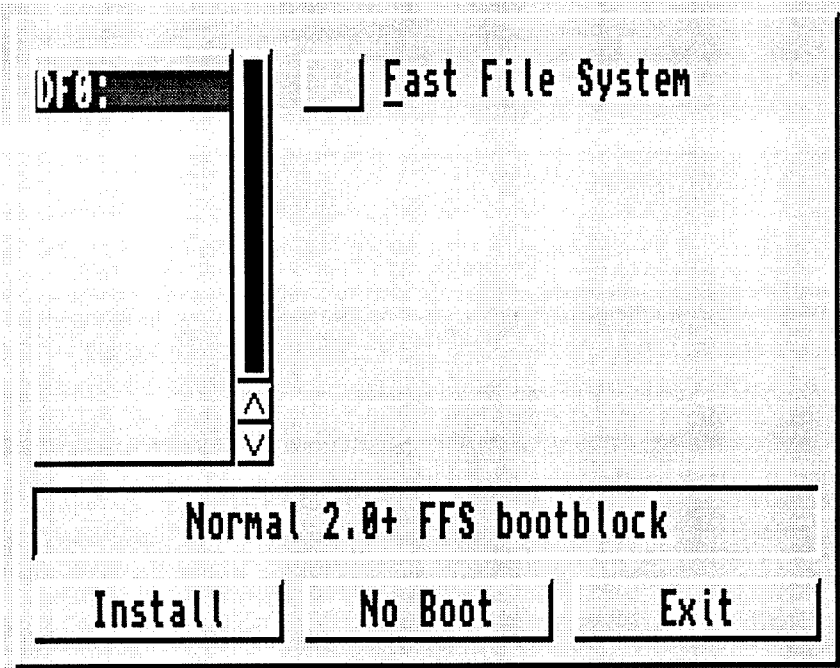 DF0: Fast File System
Normal 2.0+ FFS bootblock
Install No Boot Exit